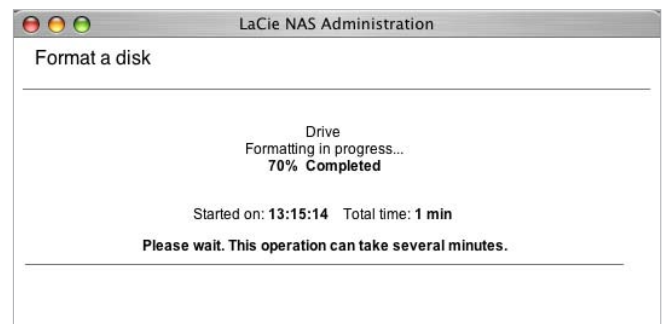 LaCie NAS Administration
Format a disk
Drive
Formatting in progress...
70% Completed
Started on: 13:15:14 Total time: 1 min
Please wait. This operation can take several minutes.